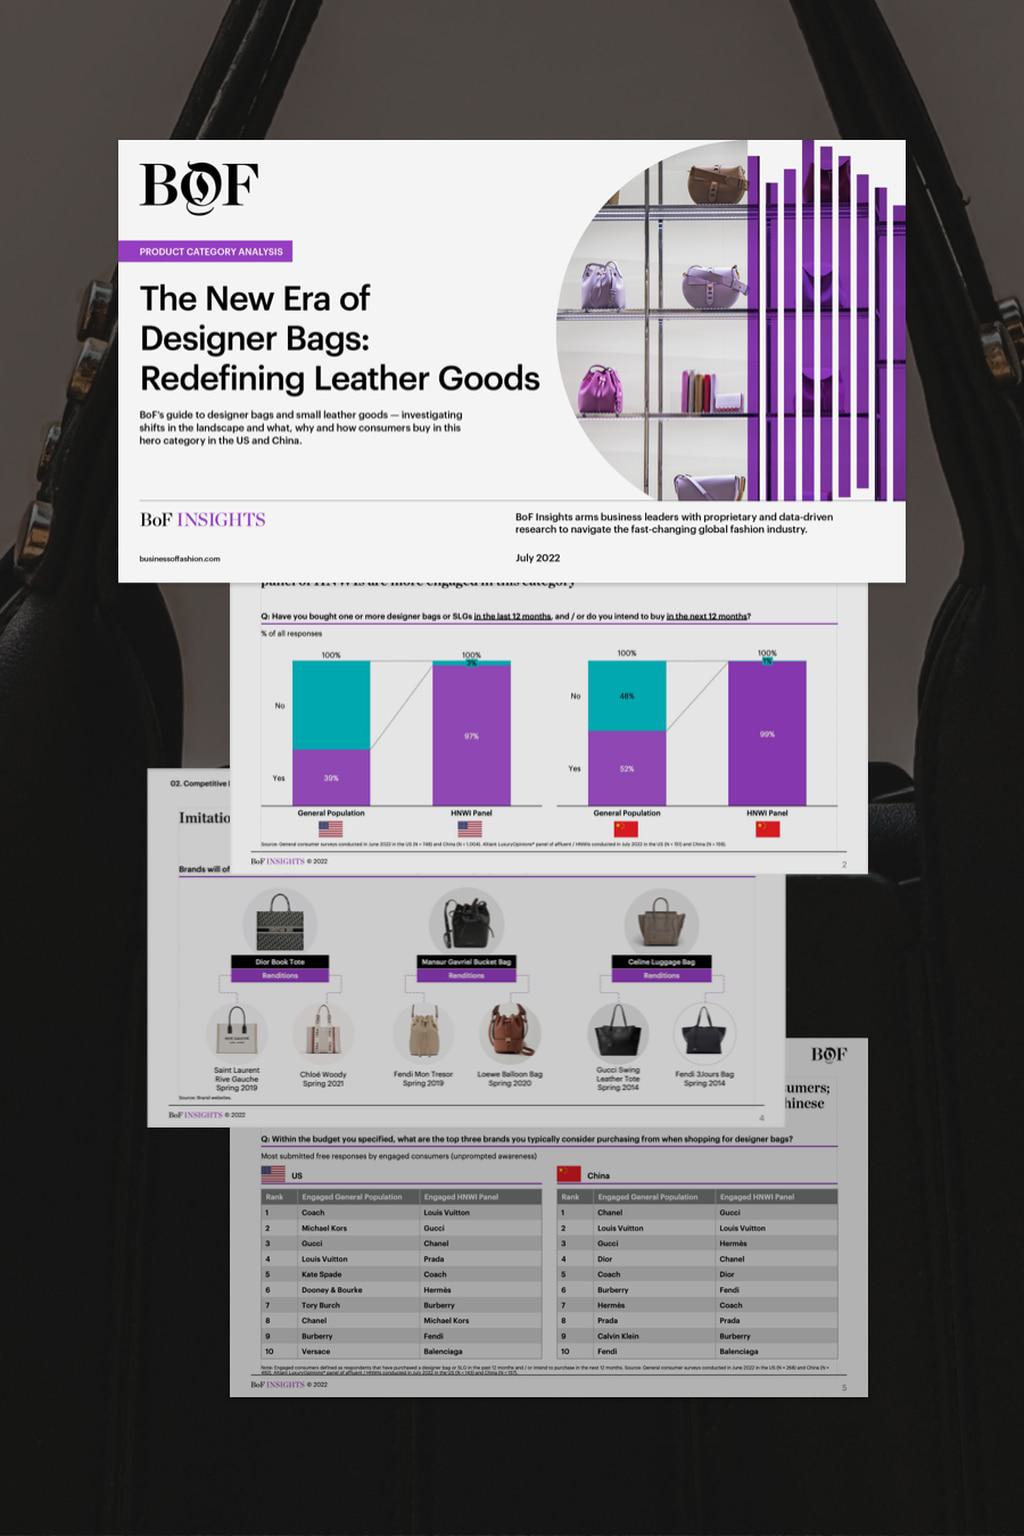 BOF
PRODUCT CATEGORY ANALYSIS
The New Era of
Designer Bags:
Redefining Leather Goods
BoF's guide to designer bags and small leather goods — investigating
shifts in the landscape and what, why and how consumers buy in this
hero category in the US and China.
BoF INSIGHTS
BoF Insights arms business leaders with proprietary and data-driven
research to navigate the fast-changing global fashion industry.
businessoffashion.com
July 2022
panel of HNWIs are more engaged in this category
Q: Have you bought one or more designer bags or SLGs in the last 12 months, and / or do you intend to buy in the next 12 months?
% of all responses
100% 100% 100% 100%
3% 1%
No No 48%
97% 99%
Yes 39% Yes 52%
General Population HNWI Panel General Population HNWI Panel
Source: General consumer surveys conducted in June 2022 in the US (N = 748) and China (N = 1,004). Altiant LuxuryOpinions® panel of affluent / HNWIs conducted in July 2022 in the US (N = 151) and China (N = 158).
BoF INSIGHTS © 2022 2
02. Competitive
Imitatio
Brands will of
Dior Book Tote Mansur Gavriel Bucket Bag Celine Luggage Bag
Renditions Renditions Renditions
RIVE GAUCHE
Saint Laurent
Rive Gauche
Spring 2019
Chloé Woody
Spring 2021
Fendi Mon Tresor
Spring 2019
Loewe Balloon Bag
Spring 2020
Gucci Swing
Leather Tote
Spring 2014
Fendi 3Jours Bag
Spring 2014
Source: Brand websites.
BoF INSIGHTS © 2022 4
BOF
umers;
hinese
Q: Within the budget you specified, what are the top three brands you typically consider purchasing from when shopping for designer bags?
Most submitted free responses by engaged consumers (unprompted awareness)
US China
Rank Engaged General Population Engaged HNWI Panel Rank Engaged General Population Engaged HNWI Panel
1 Coach Louis Vuitton 1 Chanel Gucci
2 Michael Kors Gucci 2 Louis Vuitton Louis Vuitton
3 Gucci Chanel 3 Gucci Hermès
4 Louis Vuitton Prada 4 Dior Chanel
5 Kate Spade Coach 5 Coach Dior
6 Dooney & Bourke Hermès 6 Burberry Fendi
7 Tory Burch Burberry 7 Hermès Coach
8 Chanel Michael Kors 8 Prada Prada
9 Burberry Fendi 9 Calvin Klein Burberry
10 Versace Balenciaga 10 Fendi Balenciaga
Note: Engaged consumers defined as respondents that have purchased a designer bag or SLG in the past 12 months and / or intend to purchase in the next 12 months. Source: General consumer surveys conducted in June 2022 in the US (N = 268) and China (N =
Altiant LuxuryOpinions® panel of affluent / HNWIs conducted in July 2022 in the US (N = 143) and China (N = 157).
BoF INSIGHTS © 2022 5